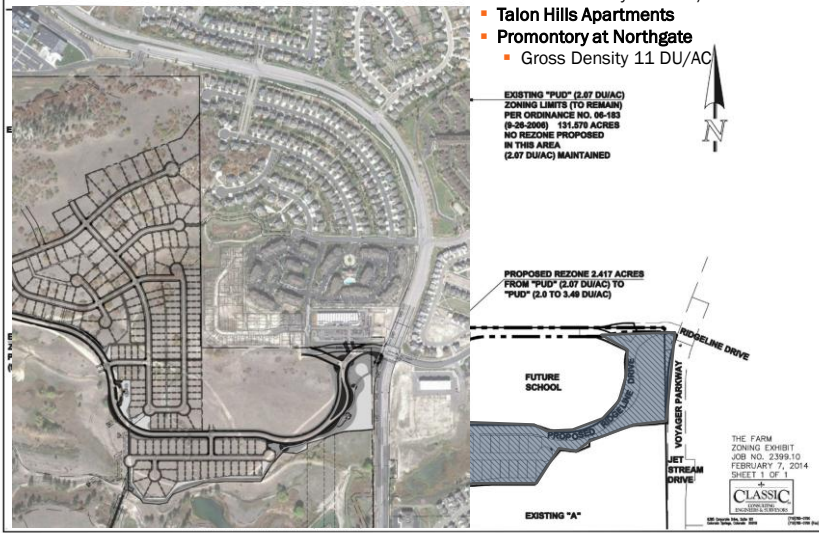 Talon Hills Apartments
Promontory at Northgate
Gross Density 11 DU/AC
EXISTING "PUD" (2.07 DU/AC)
ZONING LIMITS (TO REMAIN)
PER ORDINANCE NO. 06-183
(9-26-2006) 131.570 ACRES
NO REZONE PROPOSED
IN THIS AREA
(2.07 DU/AC) MAINTAINED
N
PROPOSED REZONE 2.417 ACRES
FROM "PUD" (2.07 DU/AC) TO
"PUD" (2.0 TO 3.49 DU/AC)
RIDGELINE DRIVE
FUTURE
SCHOOL
PROPOSED RIDGELINE DRIVE
VOYAGER PARKWAY
JET
STREAM
DRIVE
THE FARM
ZONING EXHIBIT
JOB NO. 2399.10
FEBRUARY 7, 2014
SHEET 1 OF 1
CLASSIC
CONSULTING
ENGINEERS & SURVEYORS
EXISTING "A"